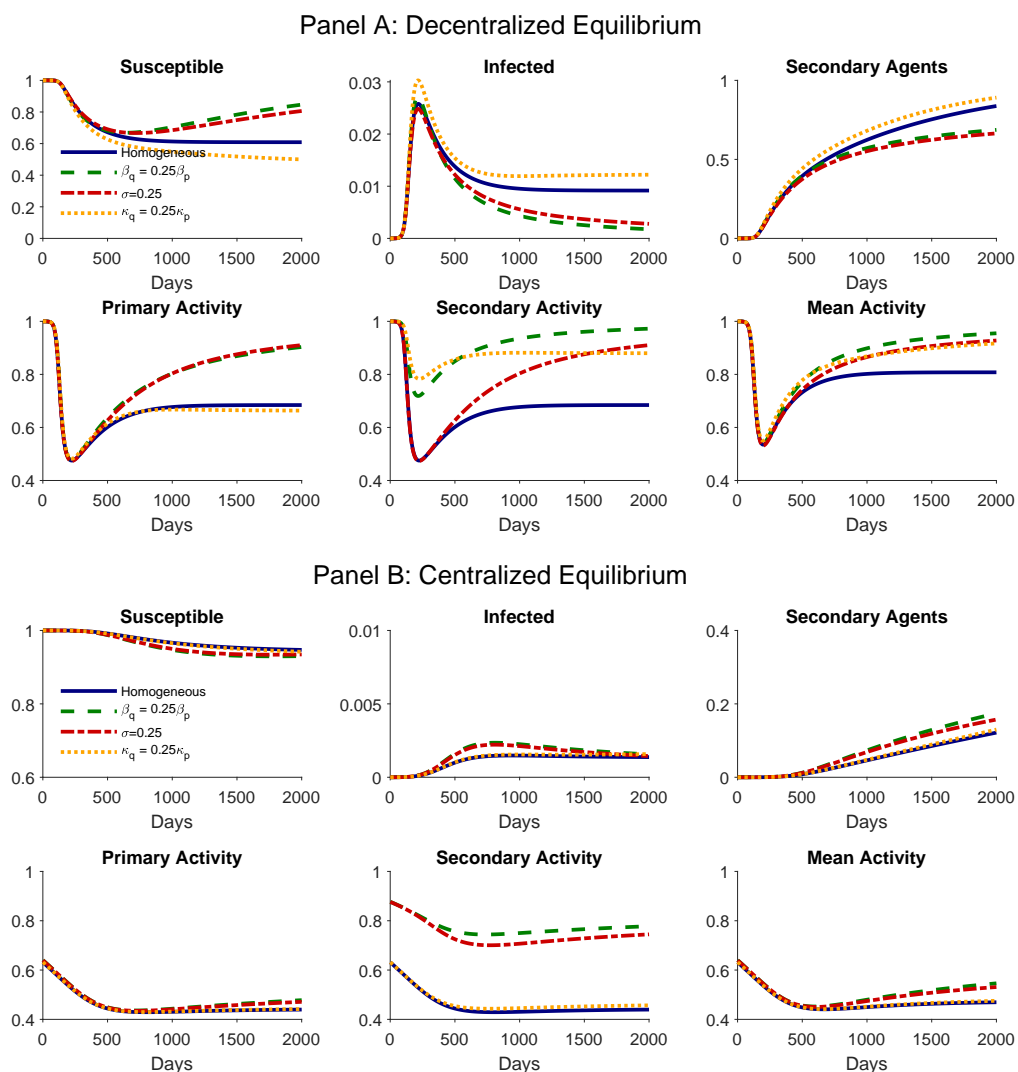 Panel A: Decentralized Equilibrium
Susceptible
Infected
Secondary Agents
1
0.8
0.6
0.4
0.2
0
Homogeneous
β_q = 0.25β_p
σ=0.25
κ_q = 0.25κ_p
0 500 1000 1500 2000
Days
0.03
0.02
0.01
0
0 500 1000 1500 2000
Days
1
0.5
0
0 500 1000 1500 2000
Days
Primary Activity
Secondary Activity
Mean Activity
1
0.8
0.6
0.4
0 500 1000 1500 2000
Days
1
0.8
0.6
0.4
0 500 1000 1500 2000
Days
1
0.8
0.6
0.4
0 500 1000 1500 2000
Days
Panel B: Centralized Equilibrium
Susceptible
Infected
Secondary Agents
1
0.8
0.6
Homogeneous
β_q = 0.25β_p
σ=0.25
κ_q = 0.25κ_p
0 500 1000 1500 2000
Days
0.01
0.005
0
0 500 1000 1500 2000
Days
0.4
0.2
0
0 500 1000 1500 2000
Days
Primary Activity
Secondary Activity
Mean Activity
1
0.8
0.6
0.4
0 500 1000 1500 2000
Days
1
0.8
0.6
0.4
0 500 1000 1500 2000
Days
1
0.8
0.6
0.4
0 500 1000 1500 2000
Days